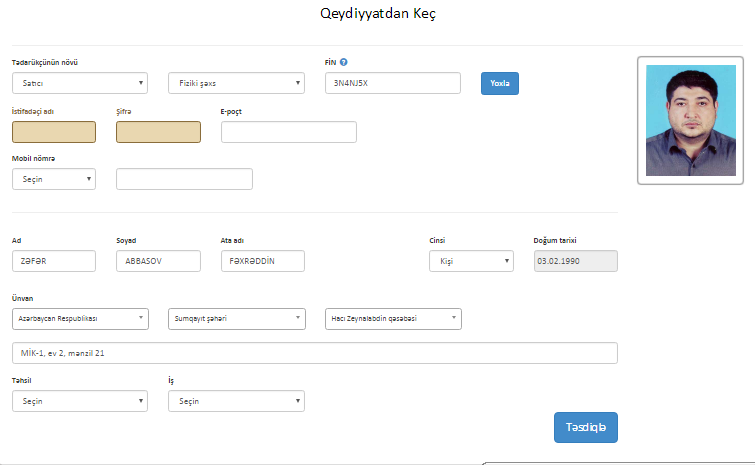 Qeydiyyatdan Keç
Tədarükçünün növü
FİN ?
Satıcı
Fiziki şəxs
3N4NJ5X
Yoxla
İstifadəçi adı
Şifrə
E-poçt
Mobil nömrə
Seçin
Ad
Soyad
Ata adı
Cinsi
Doğum tarixi
ZƏFƏR
ABBASOV
FƏXRƏDDİN
Kişi
03.02.1990
Ünvan
Azərbaycan Respublikası
Sumqayıt şəhəri
Hacı Zeynalabdin qəsəbəsi
MİK-1, ev 2, mənzil 21
Təhsil
İş
Seçin
Seçin
Təsdiqlə